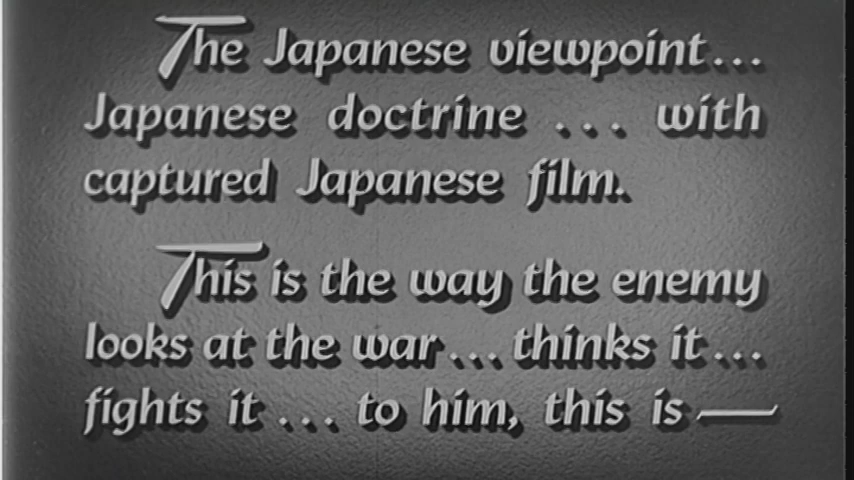 The Japanese viewpoint...
Japanese doctrine ... with
captured Japanese film.
This is the way the enemy
looks at the war... thinks it...
fights it ... to him, this is —